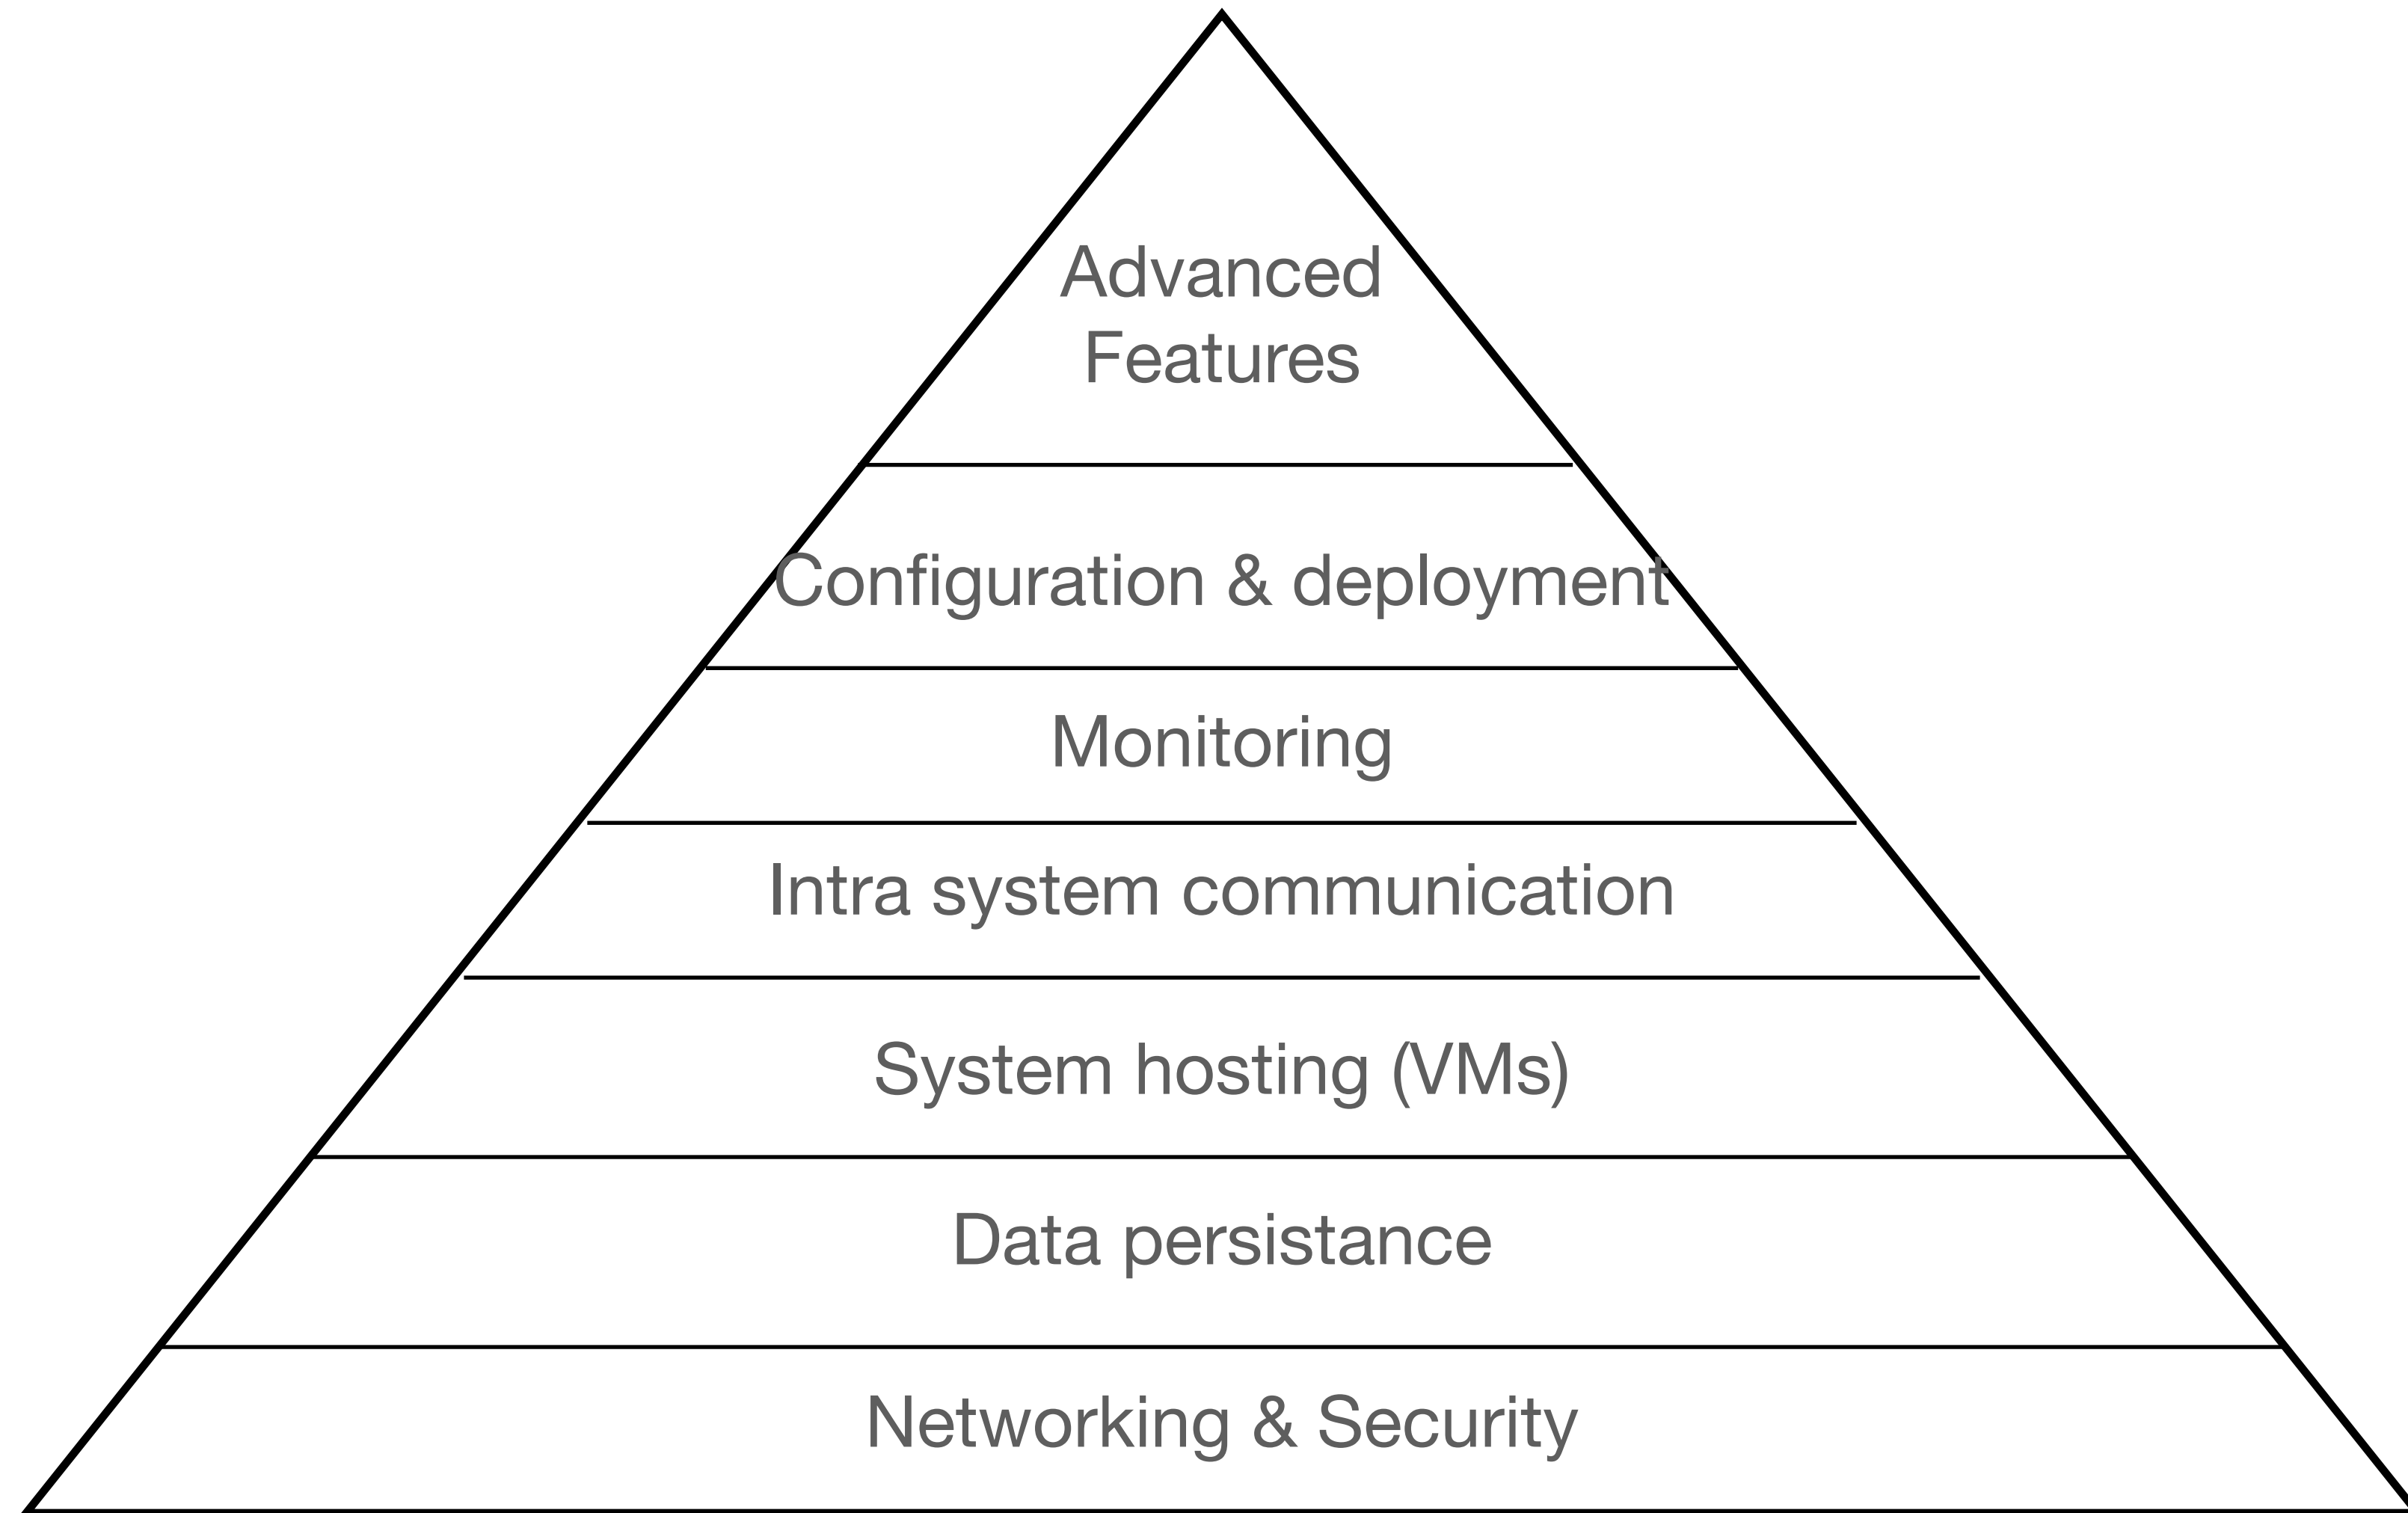 Advanced
Features
Configuration & deployment
Monitoring
Intra system communication
System hosting (VMs)
Data persistance
Networking & Security